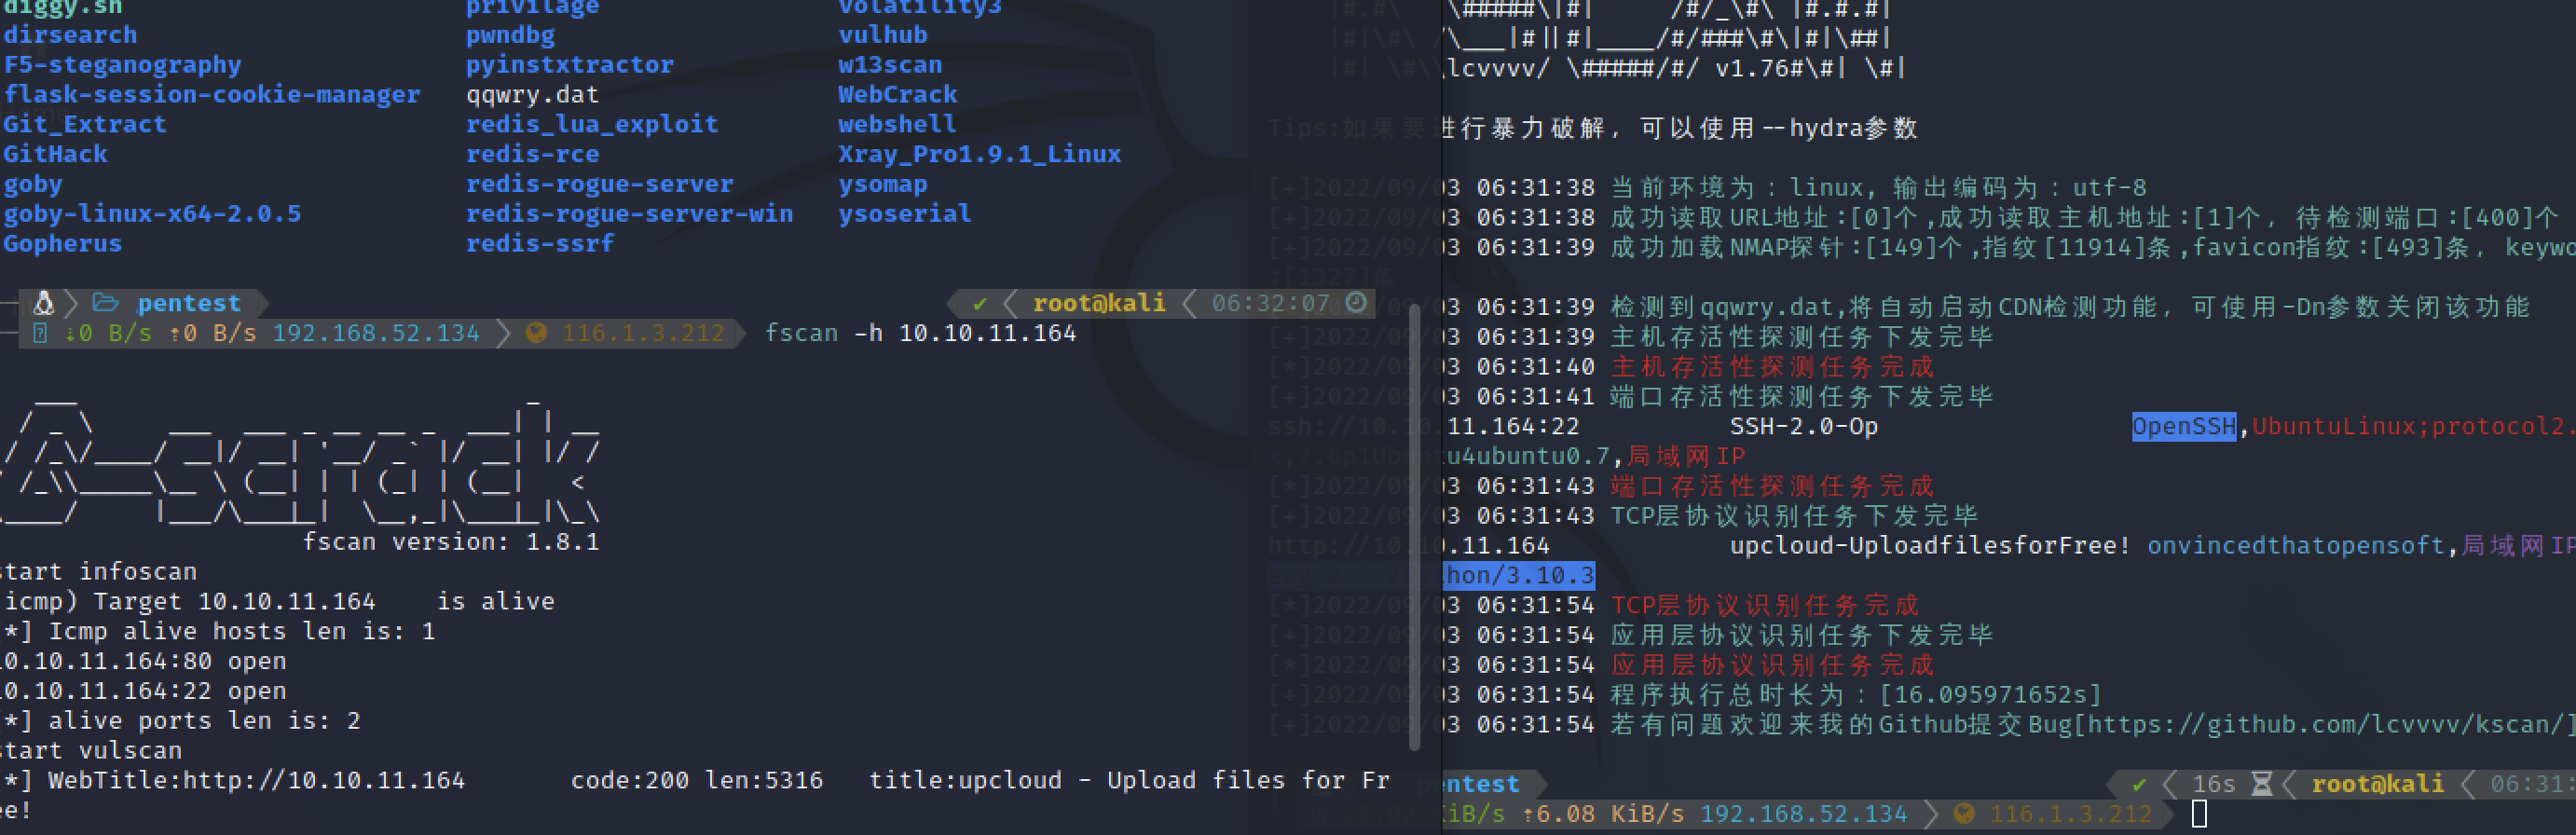 diggy.sh privilage volatility3
dirsearch pwndbg vulhub
F5-steganography pyinstxtractor w13scan
flask-session-cookie-manager qqwry.dat WebCrack
Git_Extract redis_lua_exploit webshell
GitHack redis-rce Xray_Pro1.9.1_Linux
goby redis-rogue-server ysomap
goby-linux-x64-2.0.5 redis-rogue-server-win ysoserial
Gopherus redis-ssrf
pentest ✔ root@kali 06:32:07
↓0 B/s ↑0 B/s 192.168.52.134 116.1.3.212 fscan -h 10.10.11.164
fscan version: 1.8.1
start infoscan
icmp) Target 10.10.11.164 is alive
*] Icmp alive hosts len is: 1
10.10.11.164:80 open
10.10.11.164:22 open
*] alive ports len is: 2
start vulscan
*] WebTitle:http://10.10.11.164 code:200 len:5316 title:upcloud - Upload files for Fr
ee!
\lcvvvv/ \#####/#/ v1.76#\#| \#|
Tips:如果要进行暴力破解, 可以使用--hydra参数
[+]2022/09/03 06:31:38 当前环境为：linux, 输出编码为：utf-8
[+]2022/09/03 06:31:38 成功读取URL地址:[0]个,成功读取主机地址:[1]个, 待检测端口:[400]个
[+]2022/09/03 06:31:39 成功加载NMAP探针:[149]个,指纹[11914]条,favicon指纹:[493]条, keywo
:[1327]条
[+]2022/09/03 06:31:39 检测到qqwry.dat,将自动启动CDN检测功能, 可使用-Dn参数关闭该功能
[+]2022/09/03 06:31:39 主机存活性探测任务下发完毕
[*]2022/09/03 06:31:40 主机存活性探测任务完成
[+]2022/09/03 06:31:41 端口存活性探测任务下发完毕
ssh://10.10.11.164:22 SSH-2.0-Op OpenSSH,UbuntuLinux;protocol2.
x,7.6p1Ubuntu4ubuntu0.7,局域网IP
[*]2022/09/03 06:31:43 端口存活性探测任务完成
[+]2022/09/03 06:31:43 TCP层协议识别任务下发完毕
http://10.10.11.164 upcloud-UploadfilesforFree! onvincedthatopensoft,局域网IP
hon/3.10.3
[*]2022/09/03 06:31:54 TCP层协议识别任务完成
[+]2022/09/03 06:31:54 应用层协议识别任务下发完毕
[*]2022/09/03 06:31:54 应用层协议识别任务完成
[+]2022/09/03 06:31:54 程序执行总时长为：[16.095971652s]
[+]2022/09/03 06:31:54 若有问题欢迎来我的Github提交Bug[https://github.com/lcvvvv/kscan/]
pentest ✔ 16s root@kali 06:31:
KiB/s ↑6.08 KiB/s 192.168.52.134 116.1.3.212